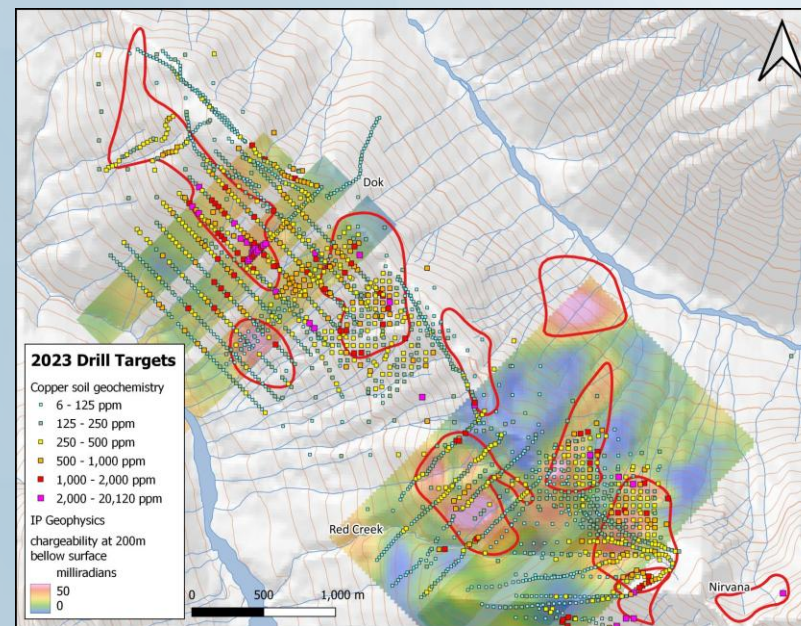 Dok
2023 Drill Targets
Copper soil geochemistry
6 - 125 ppm
125 - 250 ppm
250 - 500 ppm
500 - 1,000 ppm
1,000 - 2,000 ppm
2,000 - 20,120 ppm
IP Geophysics
chargeability at 200m
bellow surface
milliradians
50
0
Red Creek
Nirvana
0 500 1,000 m